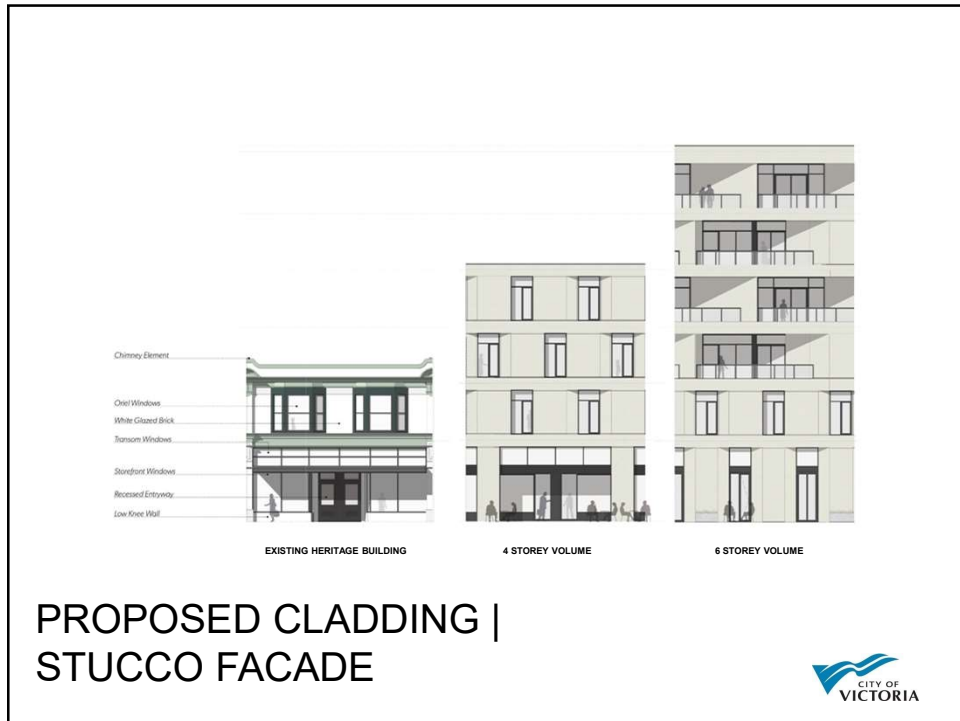 Chimney Element
Oriel Windows
White Glazed Brick
Transom Windows
Storefront Windows
Recessed Entryway
Low Knee Wall
EXISTING HERITAGE BUILDING
4 STOREY VOLUME
6 STOREY VOLUME
PROPOSED CLADDING |
STUCCO FACADE
CITY OF
VICTORIA